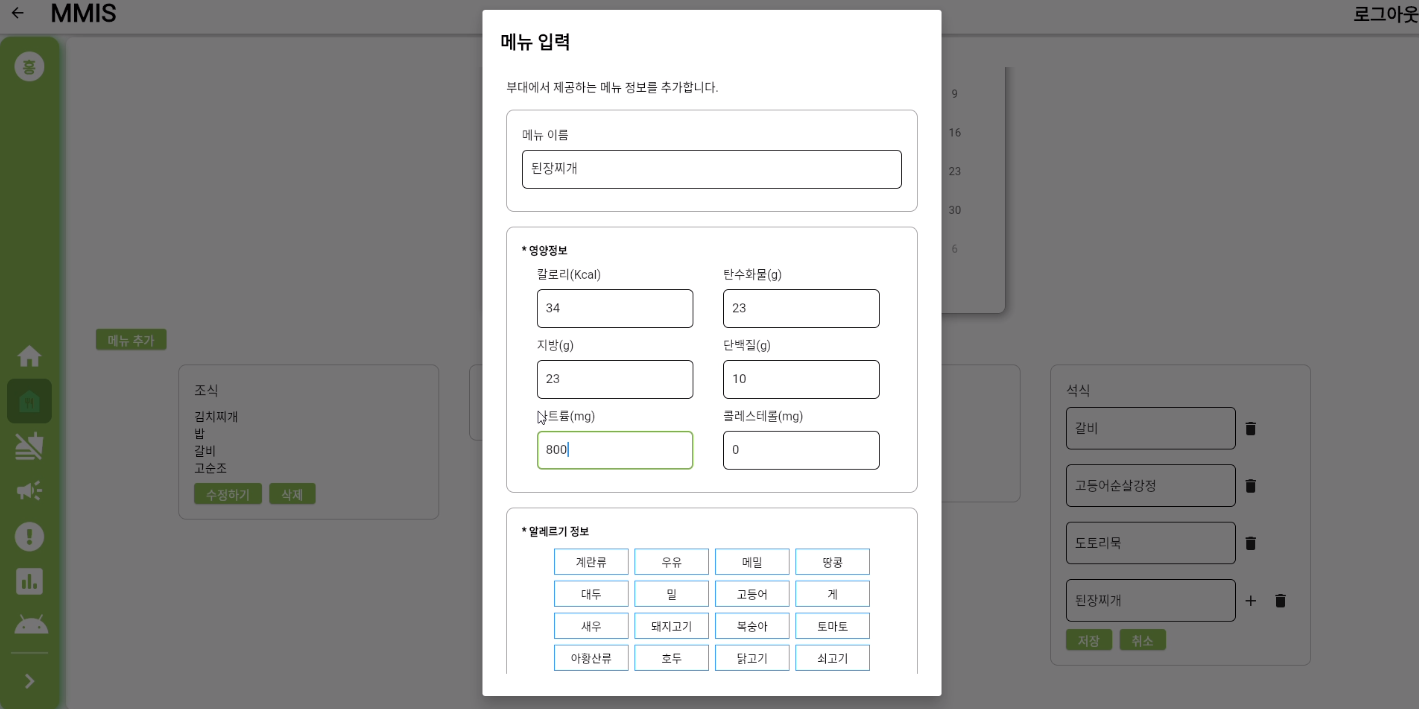 MMIS
로그아웃
홍
9
16
23
30
6
메뉴 추가
조식
김치찌개
밥
갈비
고순조
수정하기 삭제
석식
갈비
고등어순살강정
도토리묵
된장찌개
저장 취소
메뉴 입력
부대에서 제공하는 메뉴 정보를 추가합니다.
메뉴 이름
된장찌개
* 영양정보
칼로리(Kcal) 탄수화물(g)
34 23
지방(g) 단백질(g)
23 10
나트륨(mg) 콜레스테롤(mg)
800 0
* 알레르기 정보
계란류 우유 메밀 땅콩
대두 밀 고등어 게
새우 돼지고기 복숭아 토마토
아황산류 호두 닭고기 쇠고기